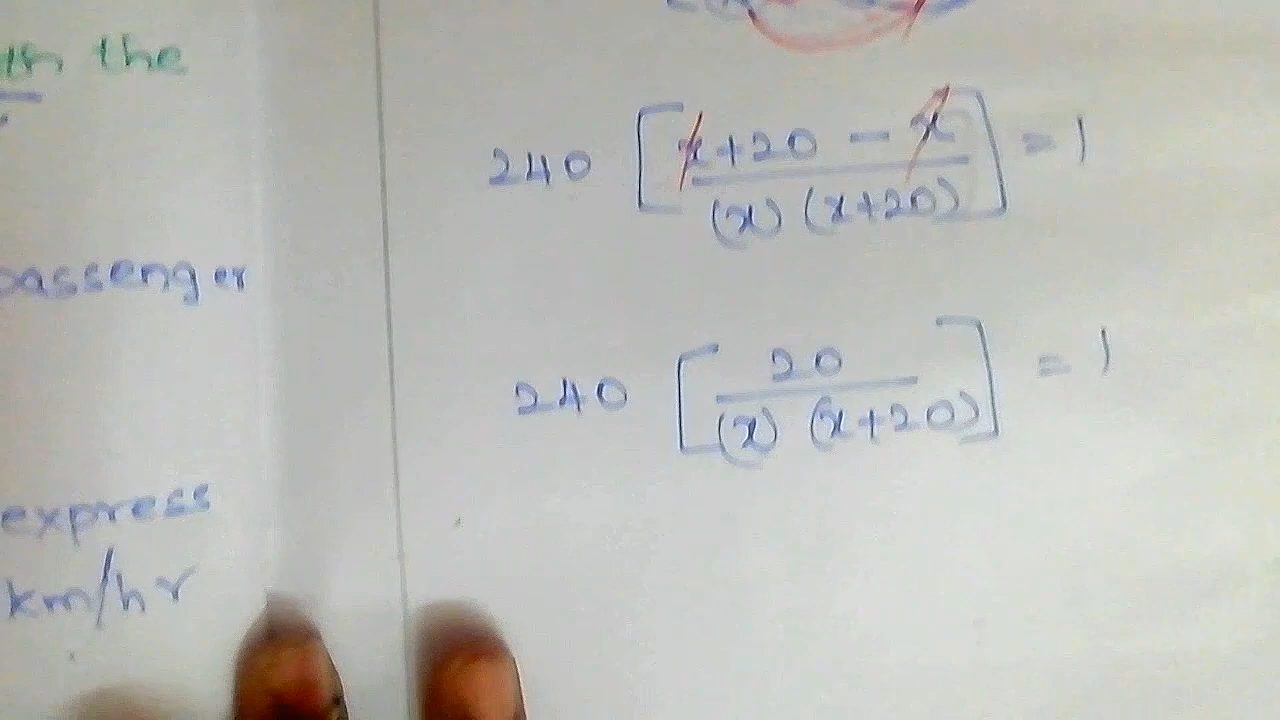 th the
passenger
express
km/hr
240 [x+20 - x / (x) (x+20)] = 1
240 [20 / (x) (x+20)] = 1